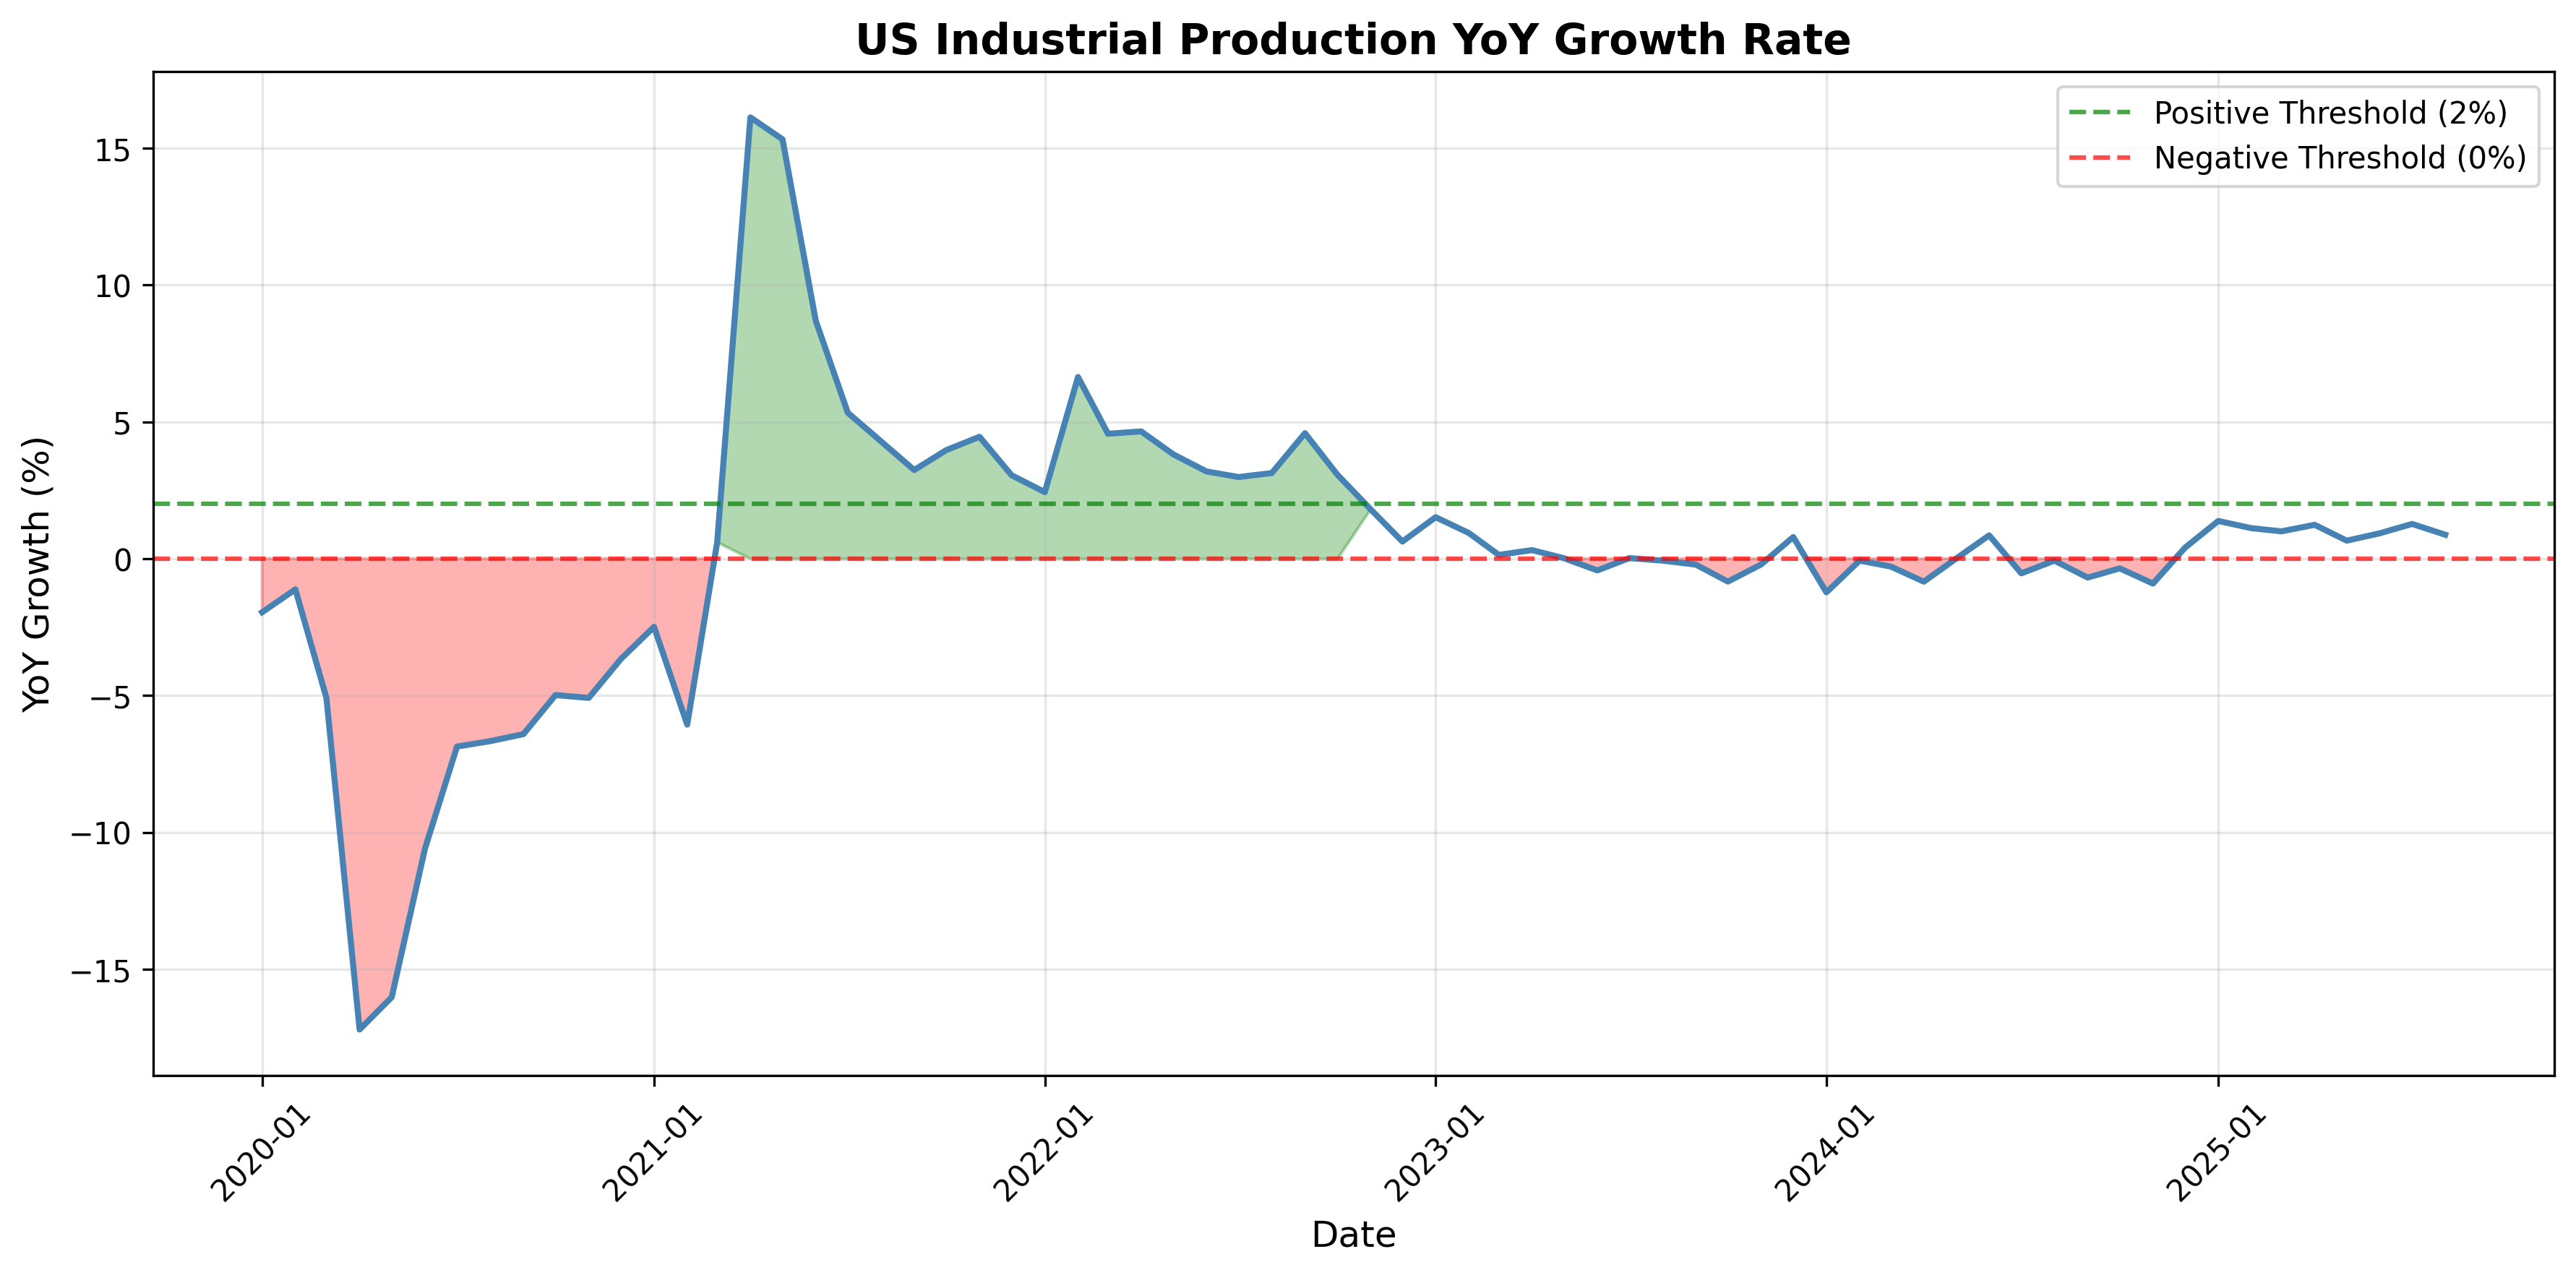 US Industrial Production YoY Growth Rate
Positive Threshold (2%)
Negative Threshold (0%)
YoY Growth (%)
15
10
5
0
−5
−10
−15
2020-01
2021-01
2022-01
2023-01
2024-01
2025-01
Date